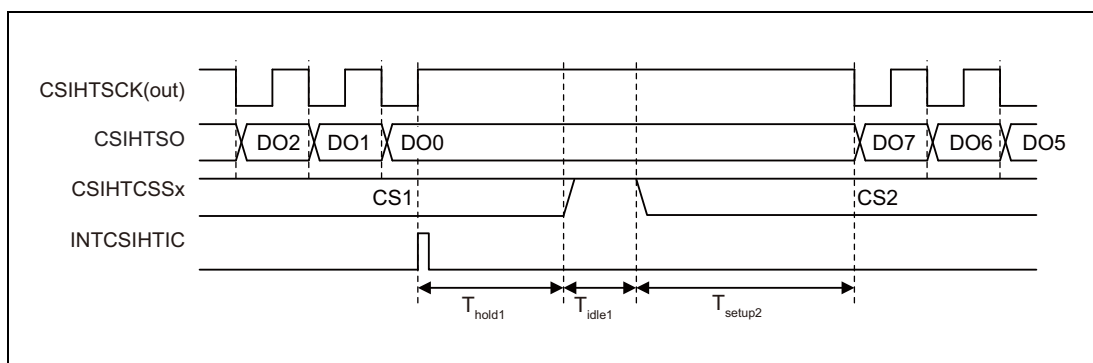 CSIHTSCK(out)
CSIHTSO
DO2
DO1
DO0
DO7
DO6
DO5
CSIHTCSSx
CS1
CS2
INTCSIHTIC
Thold1
Tidle1
Tsetup2